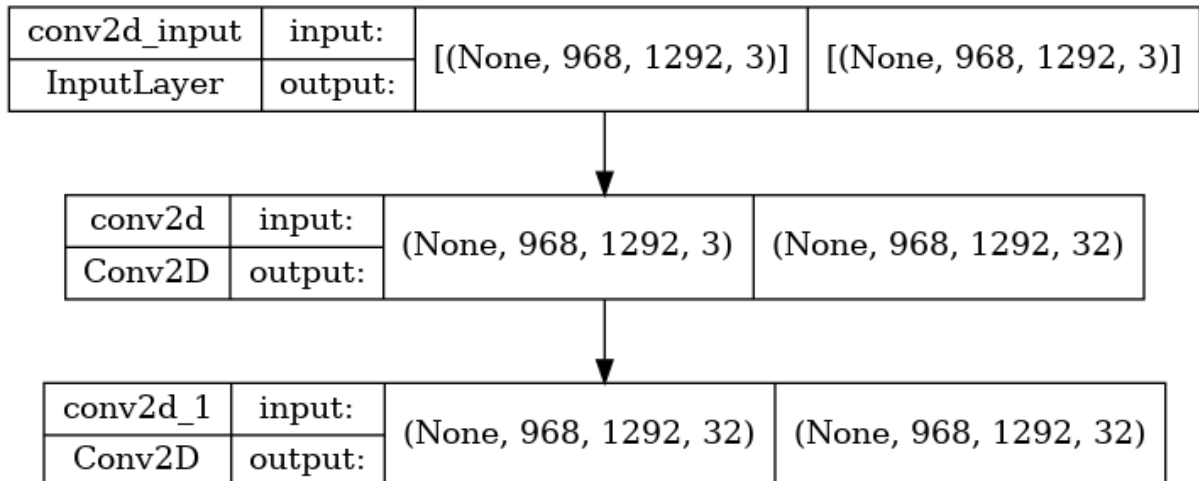 conv2d_input input: [(None, 968, 1292, 3)] [(None, 968, 1292, 3)]
InputLayer output:
conv2d input: (None, 968, 1292, 3) (None, 968, 1292, 32)
Conv2D output:
conv2d_1 input: (None, 968, 1292, 32) (None, 968, 1292, 32)
Conv2D output: